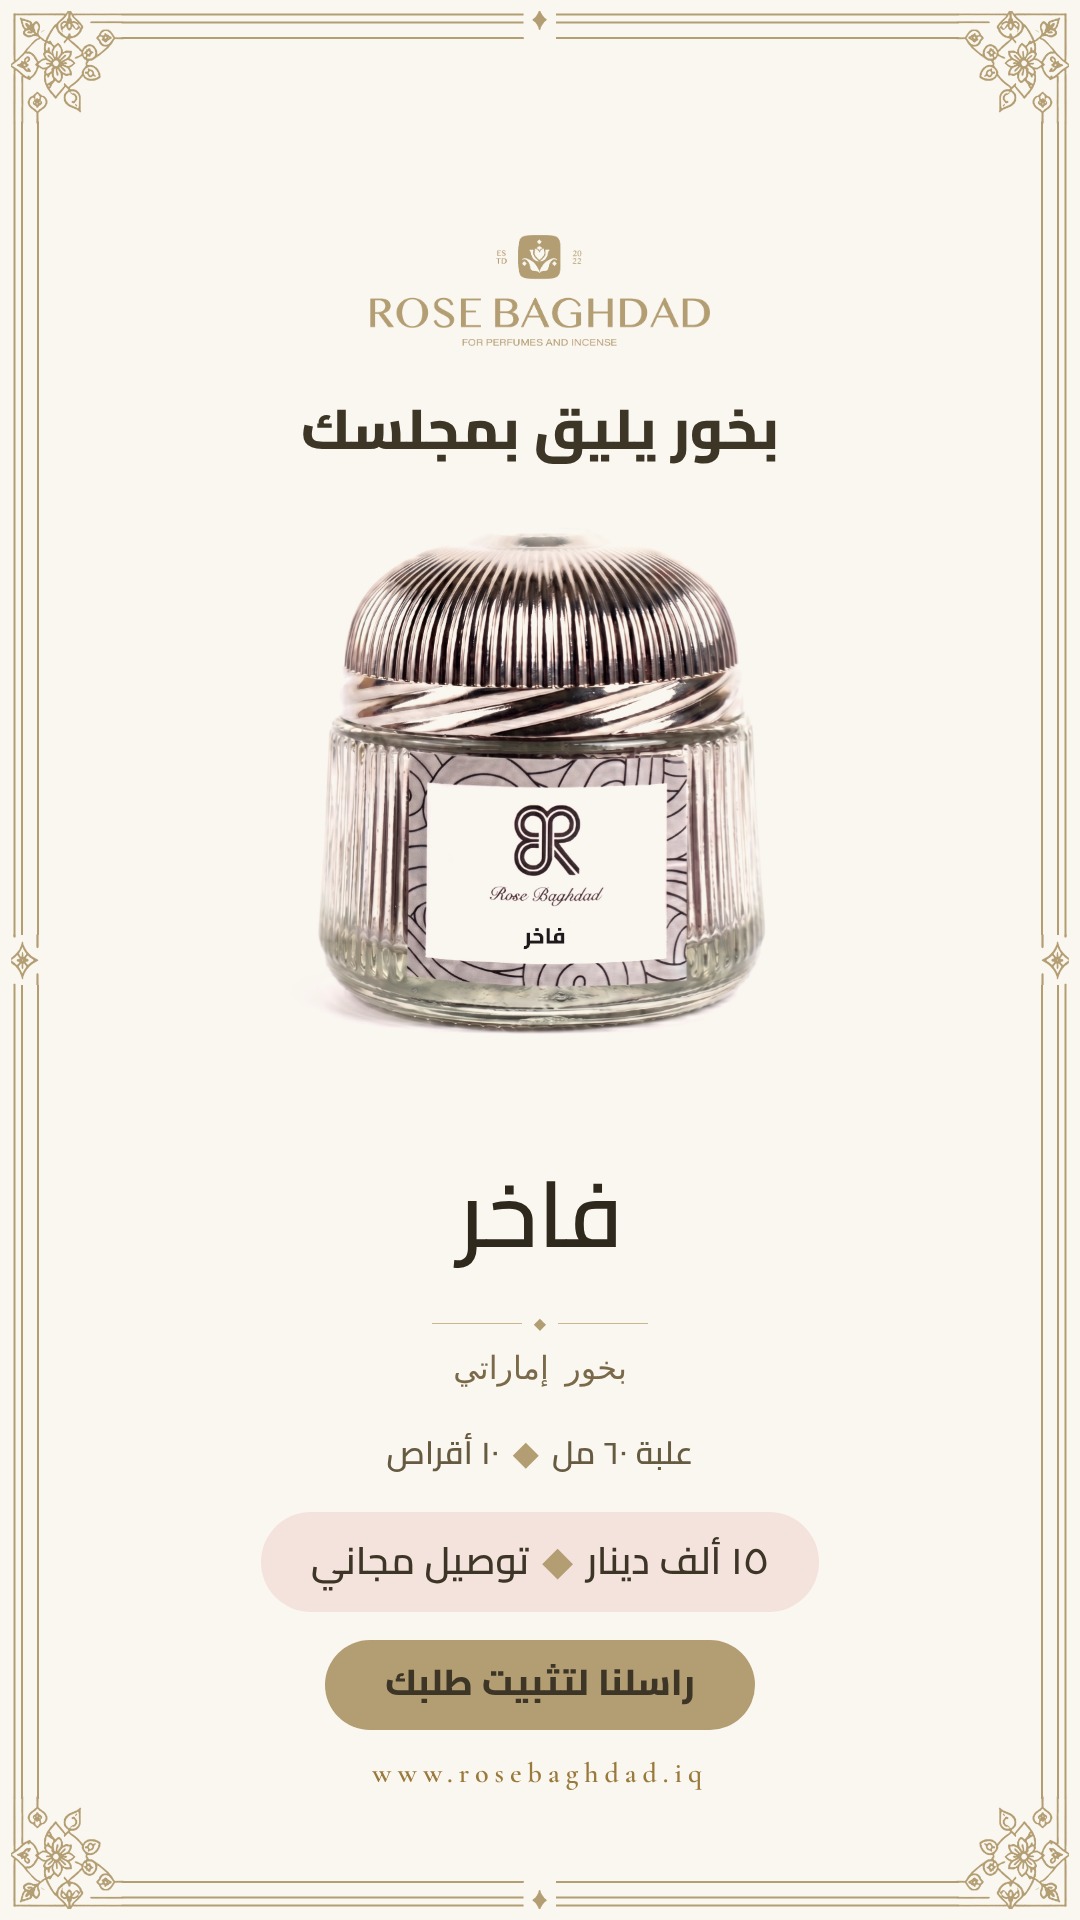 ES TD 20 22
ROSE BAGHDAD
FOR PERFUMES AND INCENSE
بخور يليق بمجلسك
Rose Baghdad
فاخر
فاخر
بخور إماراتي
علبة ٦٠ مل ◆ ١٠ أقراص
١٥ ألف دينار ◆ توصيل مجاني
راسلنا لتثبيت طلبك
www.rosebaghdad.iq